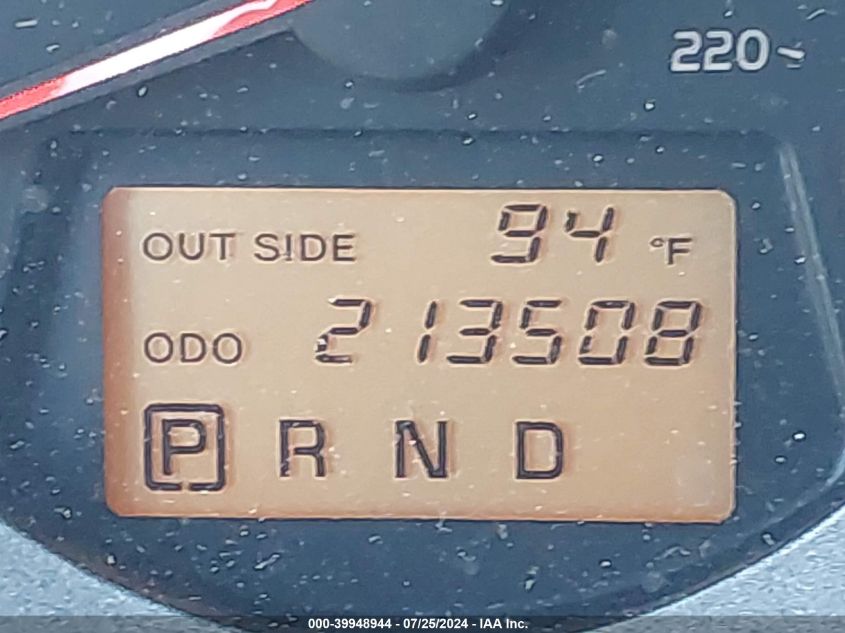 220
OUT SIDE 94 °F
ODO 213508
P R N D
000-39948944 - 07/25/2024 - IAA Inc.